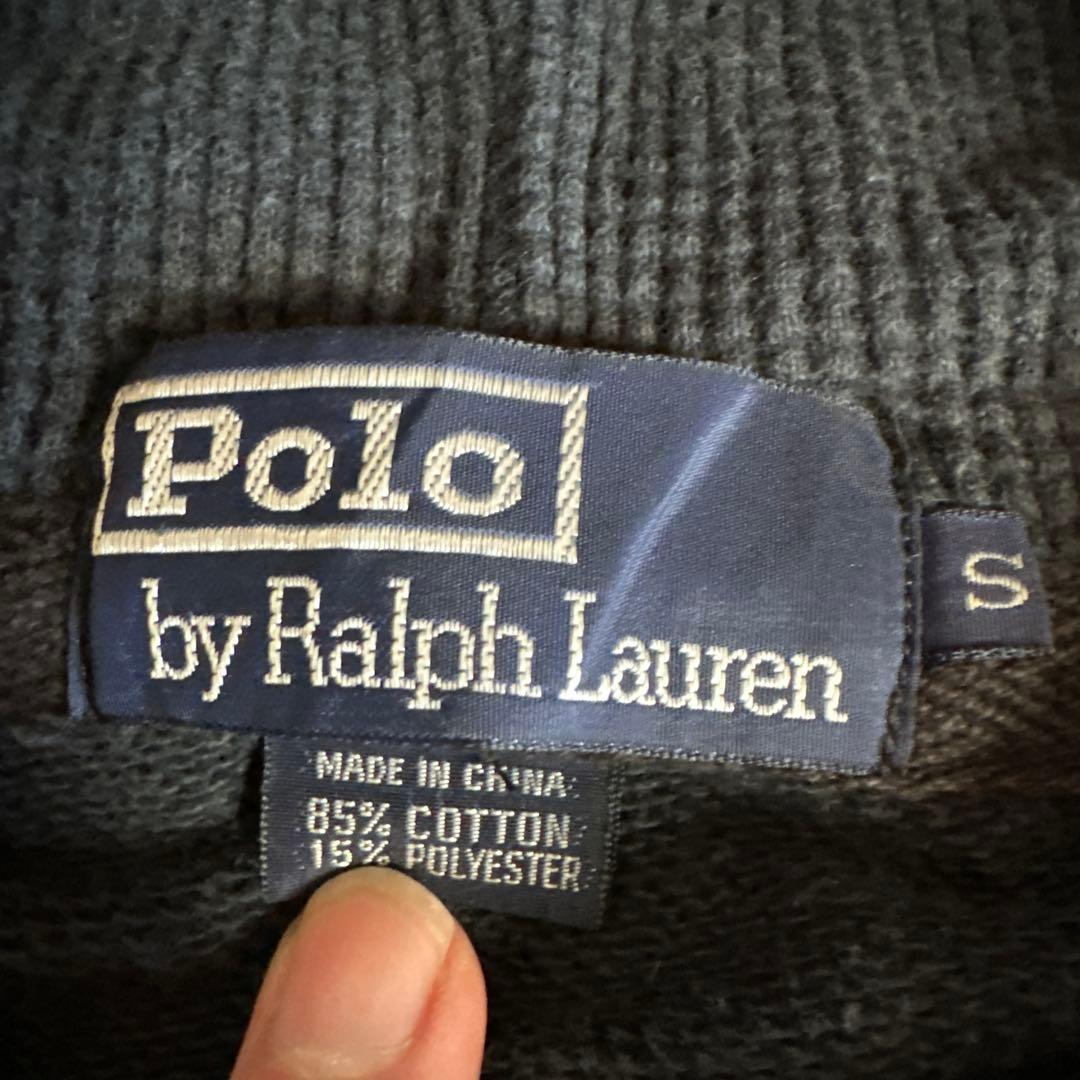 Polo
by Ralph Lauren
S
MADE IN CHINA
85% COTTON
15% POLYESTER